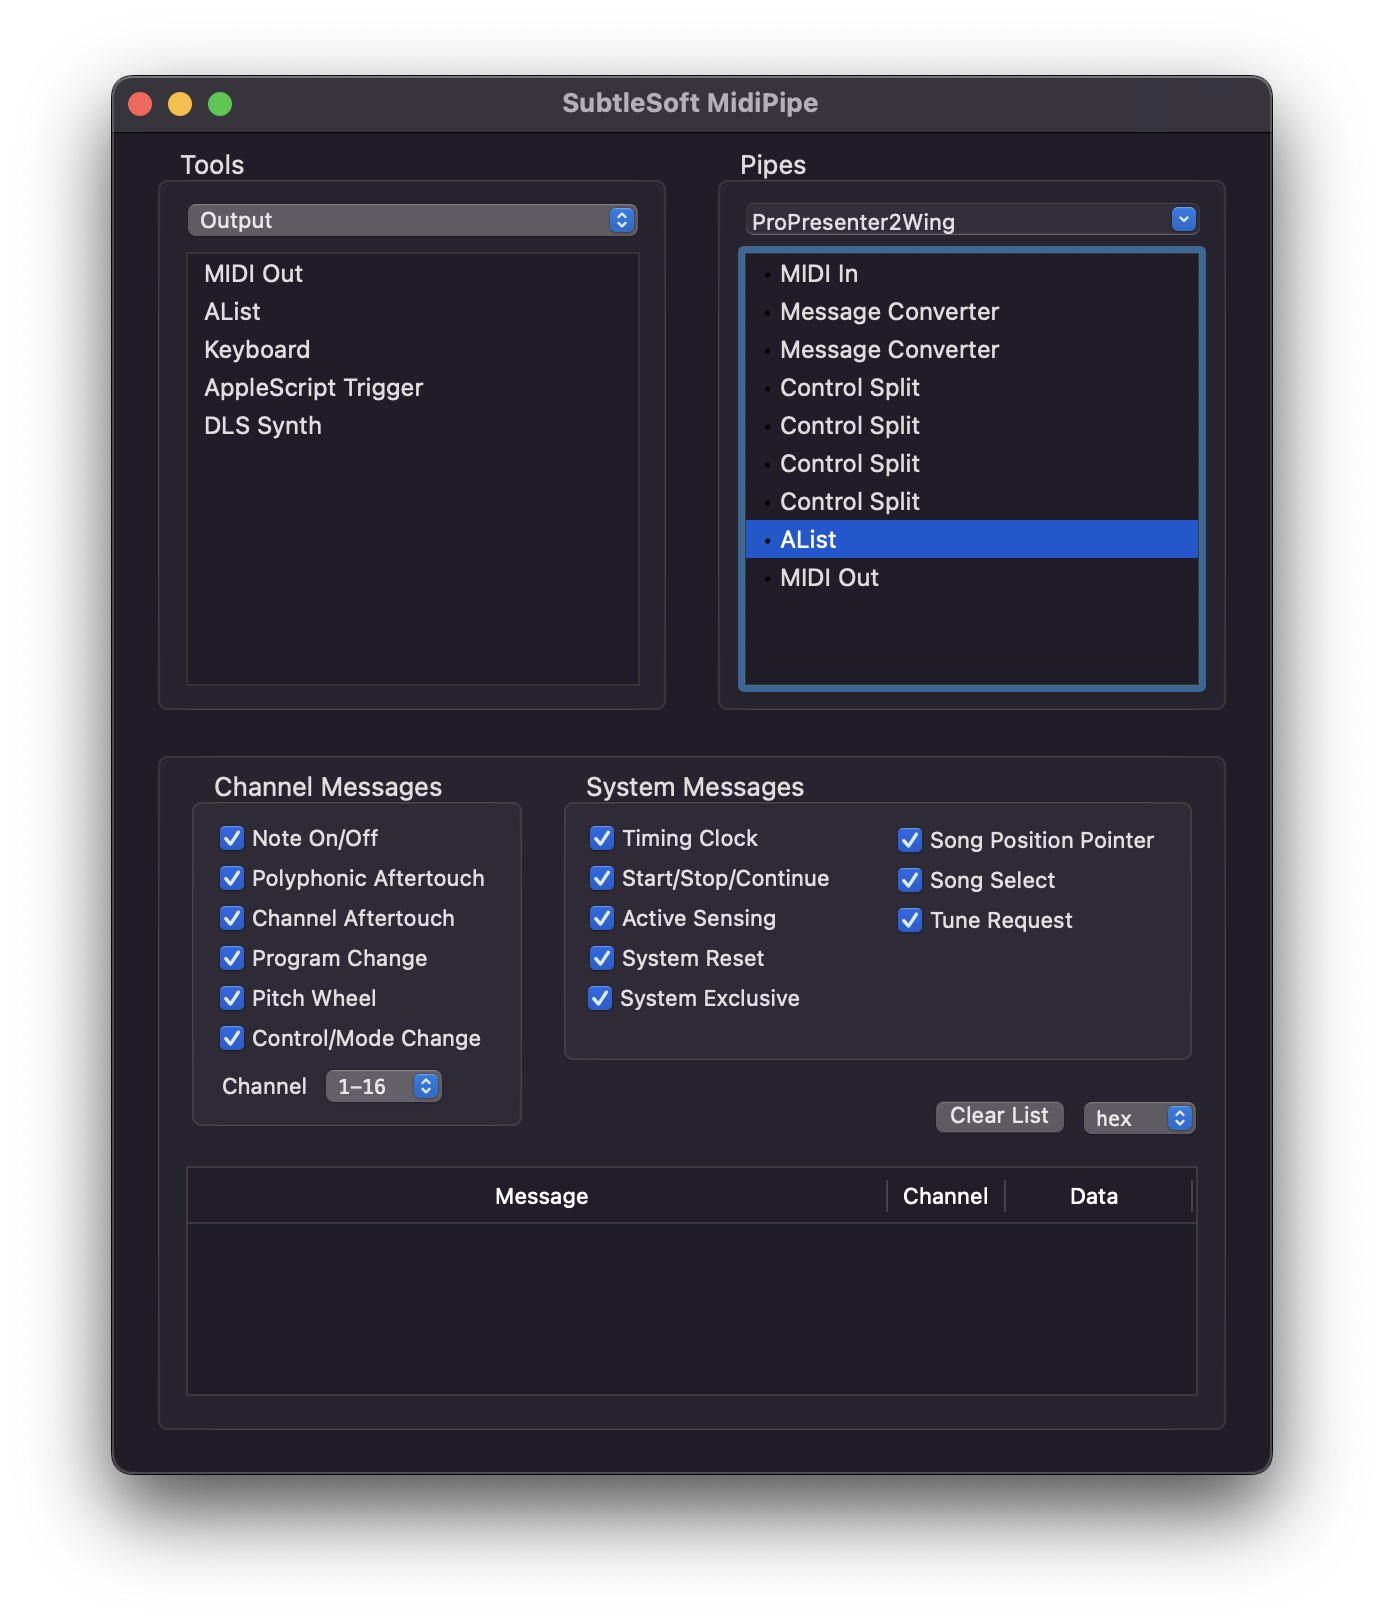 SubtleSoft MidiPipe
Tools
Output
MIDI Out
AList
Keyboard
AppleScript Trigger
DLS Synth
Pipes
ProPresenter2Wing
MIDI In
Message Converter
Message Converter
Control Split
Control Split
Control Split
Control Split
AList
MIDI Out
Channel Messages
Note On/Off
Polyphonic Aftertouch
Channel Aftertouch
Program Change
Pitch Wheel
Control/Mode Change
Channel 1–16
System Messages
Timing Clock
Start/Stop/Continue
Active Sensing
System Reset
System Exclusive
Song Position Pointer
Song Select
Tune Request
Clear List hex
Message Channel Data